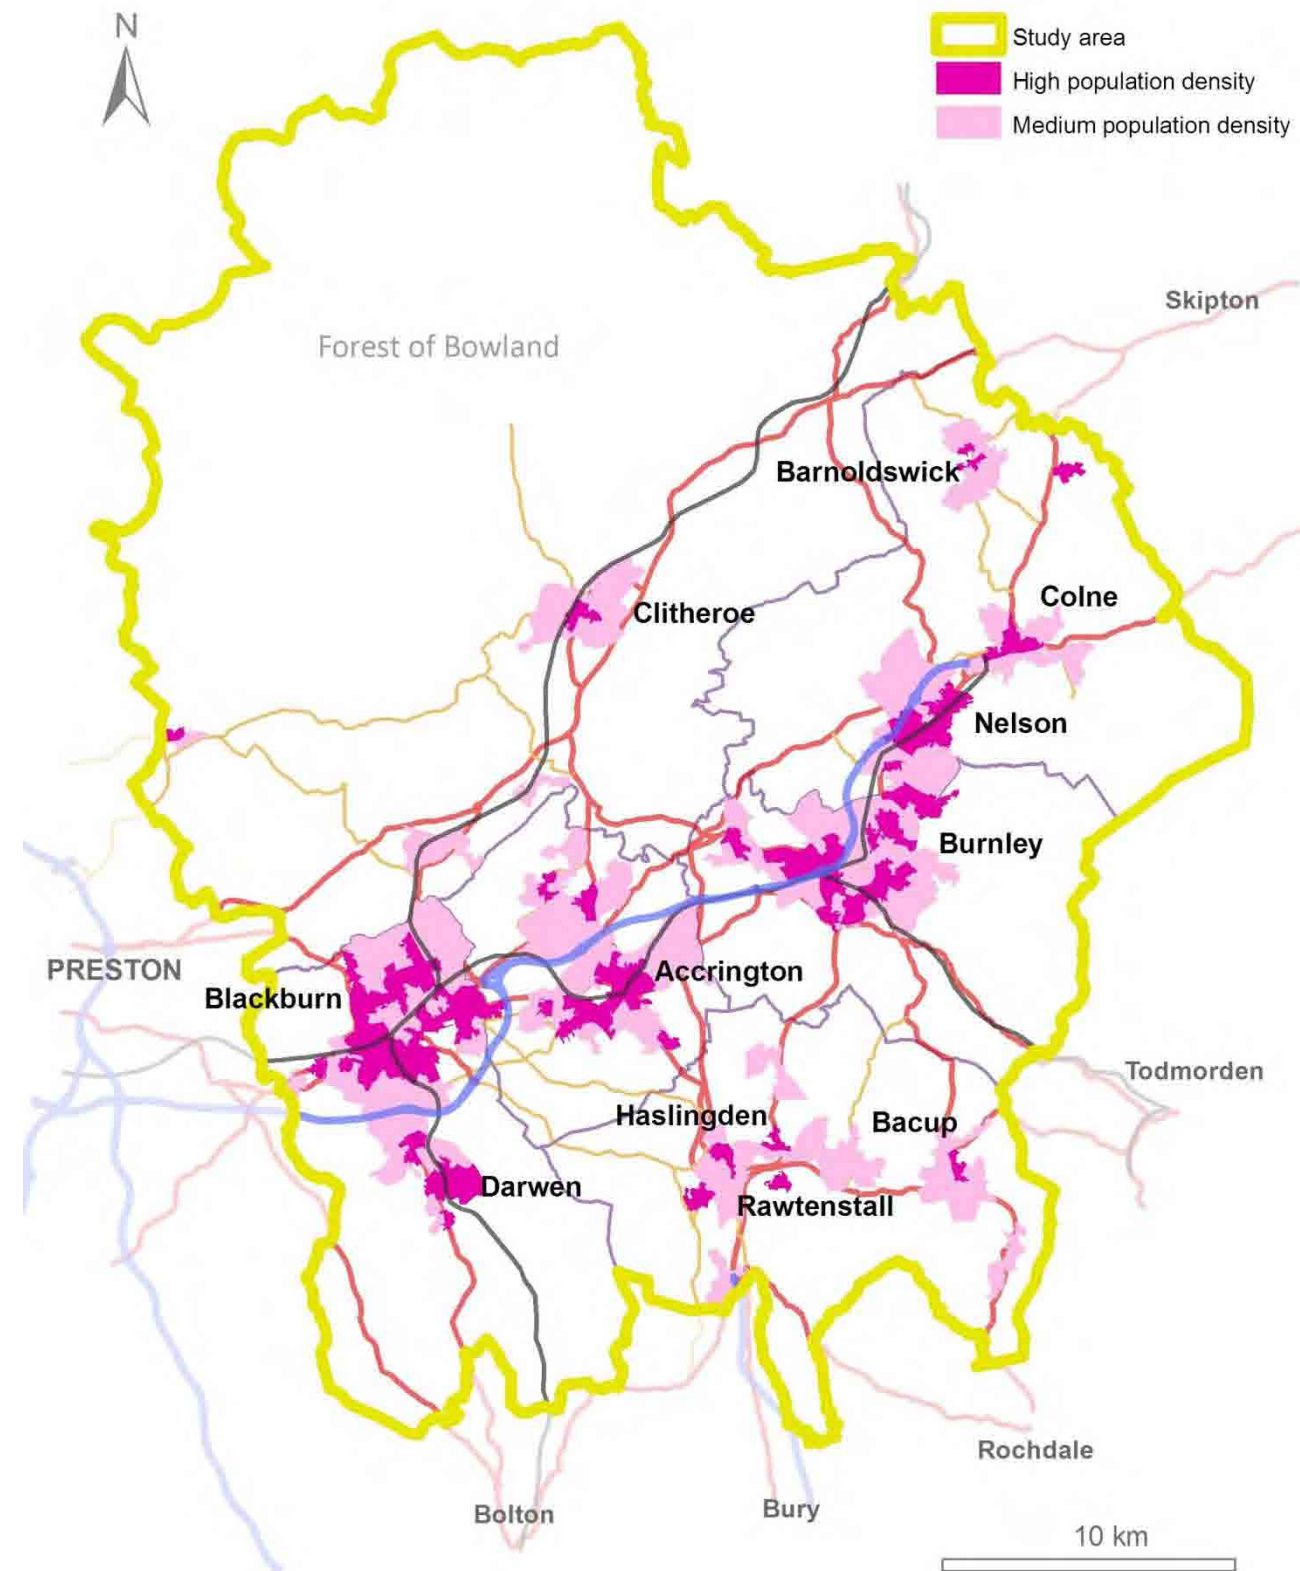 N
Study area
High population density
Medium population density
Skipton
Forest of Bowland
Barnoldswick
Colne
Clitheroe
Nelson
Burnley
PRESTON
Accrington
Blackburn
Todmorden
Haslingden
Bacup
Darwen
Rawtenstall
Rochdale
Bury
Bolton
10 km